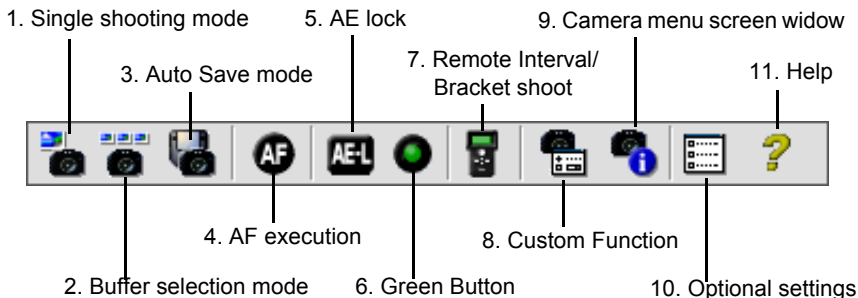 1. Single shooting mode
5. AE lock
9. Camera menu screen widow
3. Auto Save mode
7. Remote Interval/
Bracket shoot
11. Help
AF
AE-L
i
?
4. AF execution
8. Custom Function
2. Buffer selection mode
6. Green Button
10. Optional settings